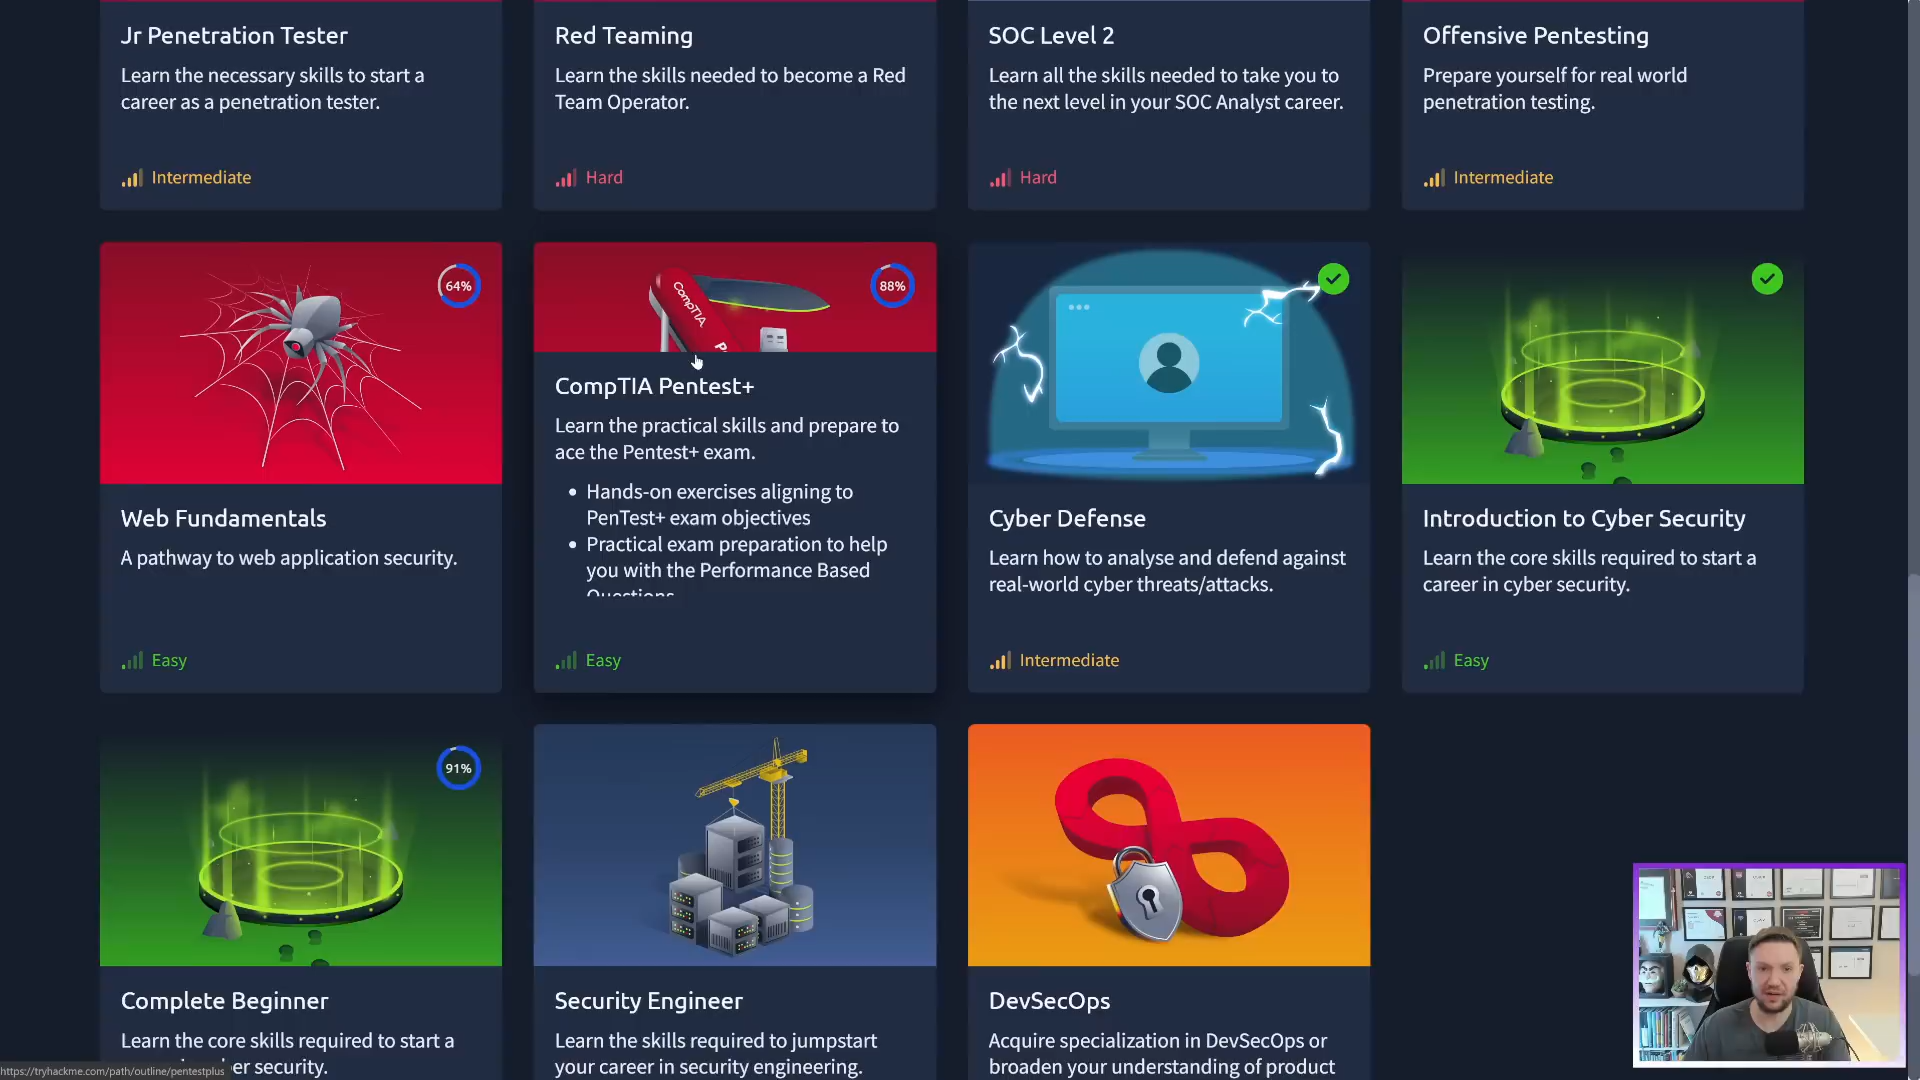 Jr Penetration Tester
Learn the necessary skills to start a
career as a penetration tester.
Intermediate
Red Teaming
Learn the skills needed to become a Red
Team Operator.
Hard
SOC Level 2
Learn all the skills needed to take you to
the next level in your SOC Analyst career.
Hard
Offensive Pentesting
Prepare yourself for real world
penetration testing.
Intermediate
64%
Web Fundamentals
A pathway to web application security.
Easy
88%
CompTIA
CompTIA Pentest+
Learn the practical skills and prepare to
ace the Pentest+ exam.
• Hands-on exercises aligning to
PenTest+ exam objectives
• Practical exam preparation to help
you with the Performance Based
Questions
Easy
Cyber Defense
Learn how to analyse and defend against
real-world cyber threats/attacks.
Intermediate
Introduction to Cyber Security
Learn the core skills required to start a
career in cyber security.
Easy
91%
Complete Beginner
Learn the core skills required to start a
er security.
Security Engineer
Learn the skills required to jumpstart
your career in security engineering.
DevSecOps
Acquire specialization in DevSecOps or
broaden your understanding of product
https://tryhackme.com/path/outline/pentestplus